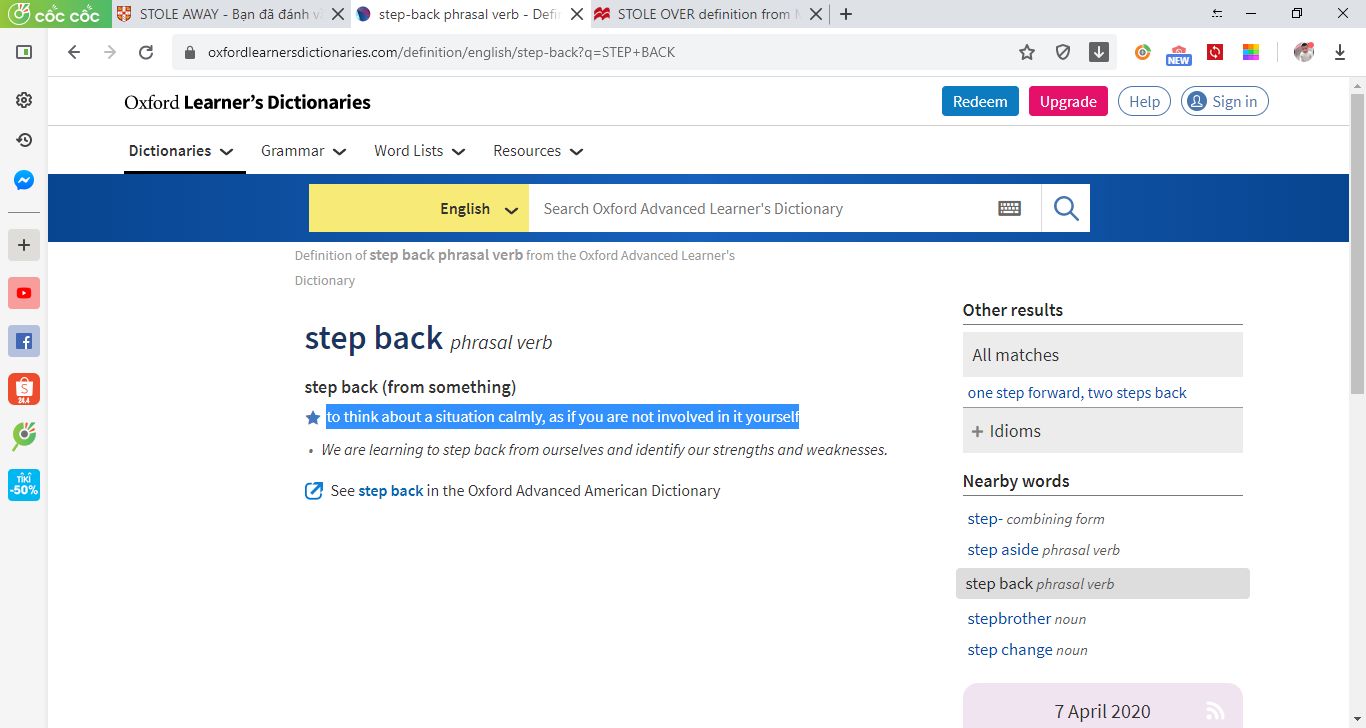 cốc cốc
STOLE AWAY - Bạn đã đánh v
step-back phrasal verb - Defin
STOLE OVER definition from M
oxfordlearnersdictionaries.com/definition/english/step-back?q=STEP+BACK
NEW
Oxford Learner's Dictionaries
Redeem
Upgrade
Help
Sign in
Dictionaries
Grammar
Word Lists
Resources
English
Search Oxford Advanced Learner's Dictionary
Definition of step back phrasal verb from the Oxford Advanced Learner's
Dictionary
step back phrasal verb
step back (from something)
to think about a situation calmly, as if you are not involved in it yourself
• We are learning to step back from ourselves and identify our strengths and weaknesses.
See step back in the Oxford Advanced American Dictionary
Other results
All matches
one step forward, two steps back
+ Idioms
Nearby words
step- combining form
step aside phrasal verb
step back phrasal verb
stepbrother noun
step change noun
7 April 2020
S
24.4
TIKI
-50%